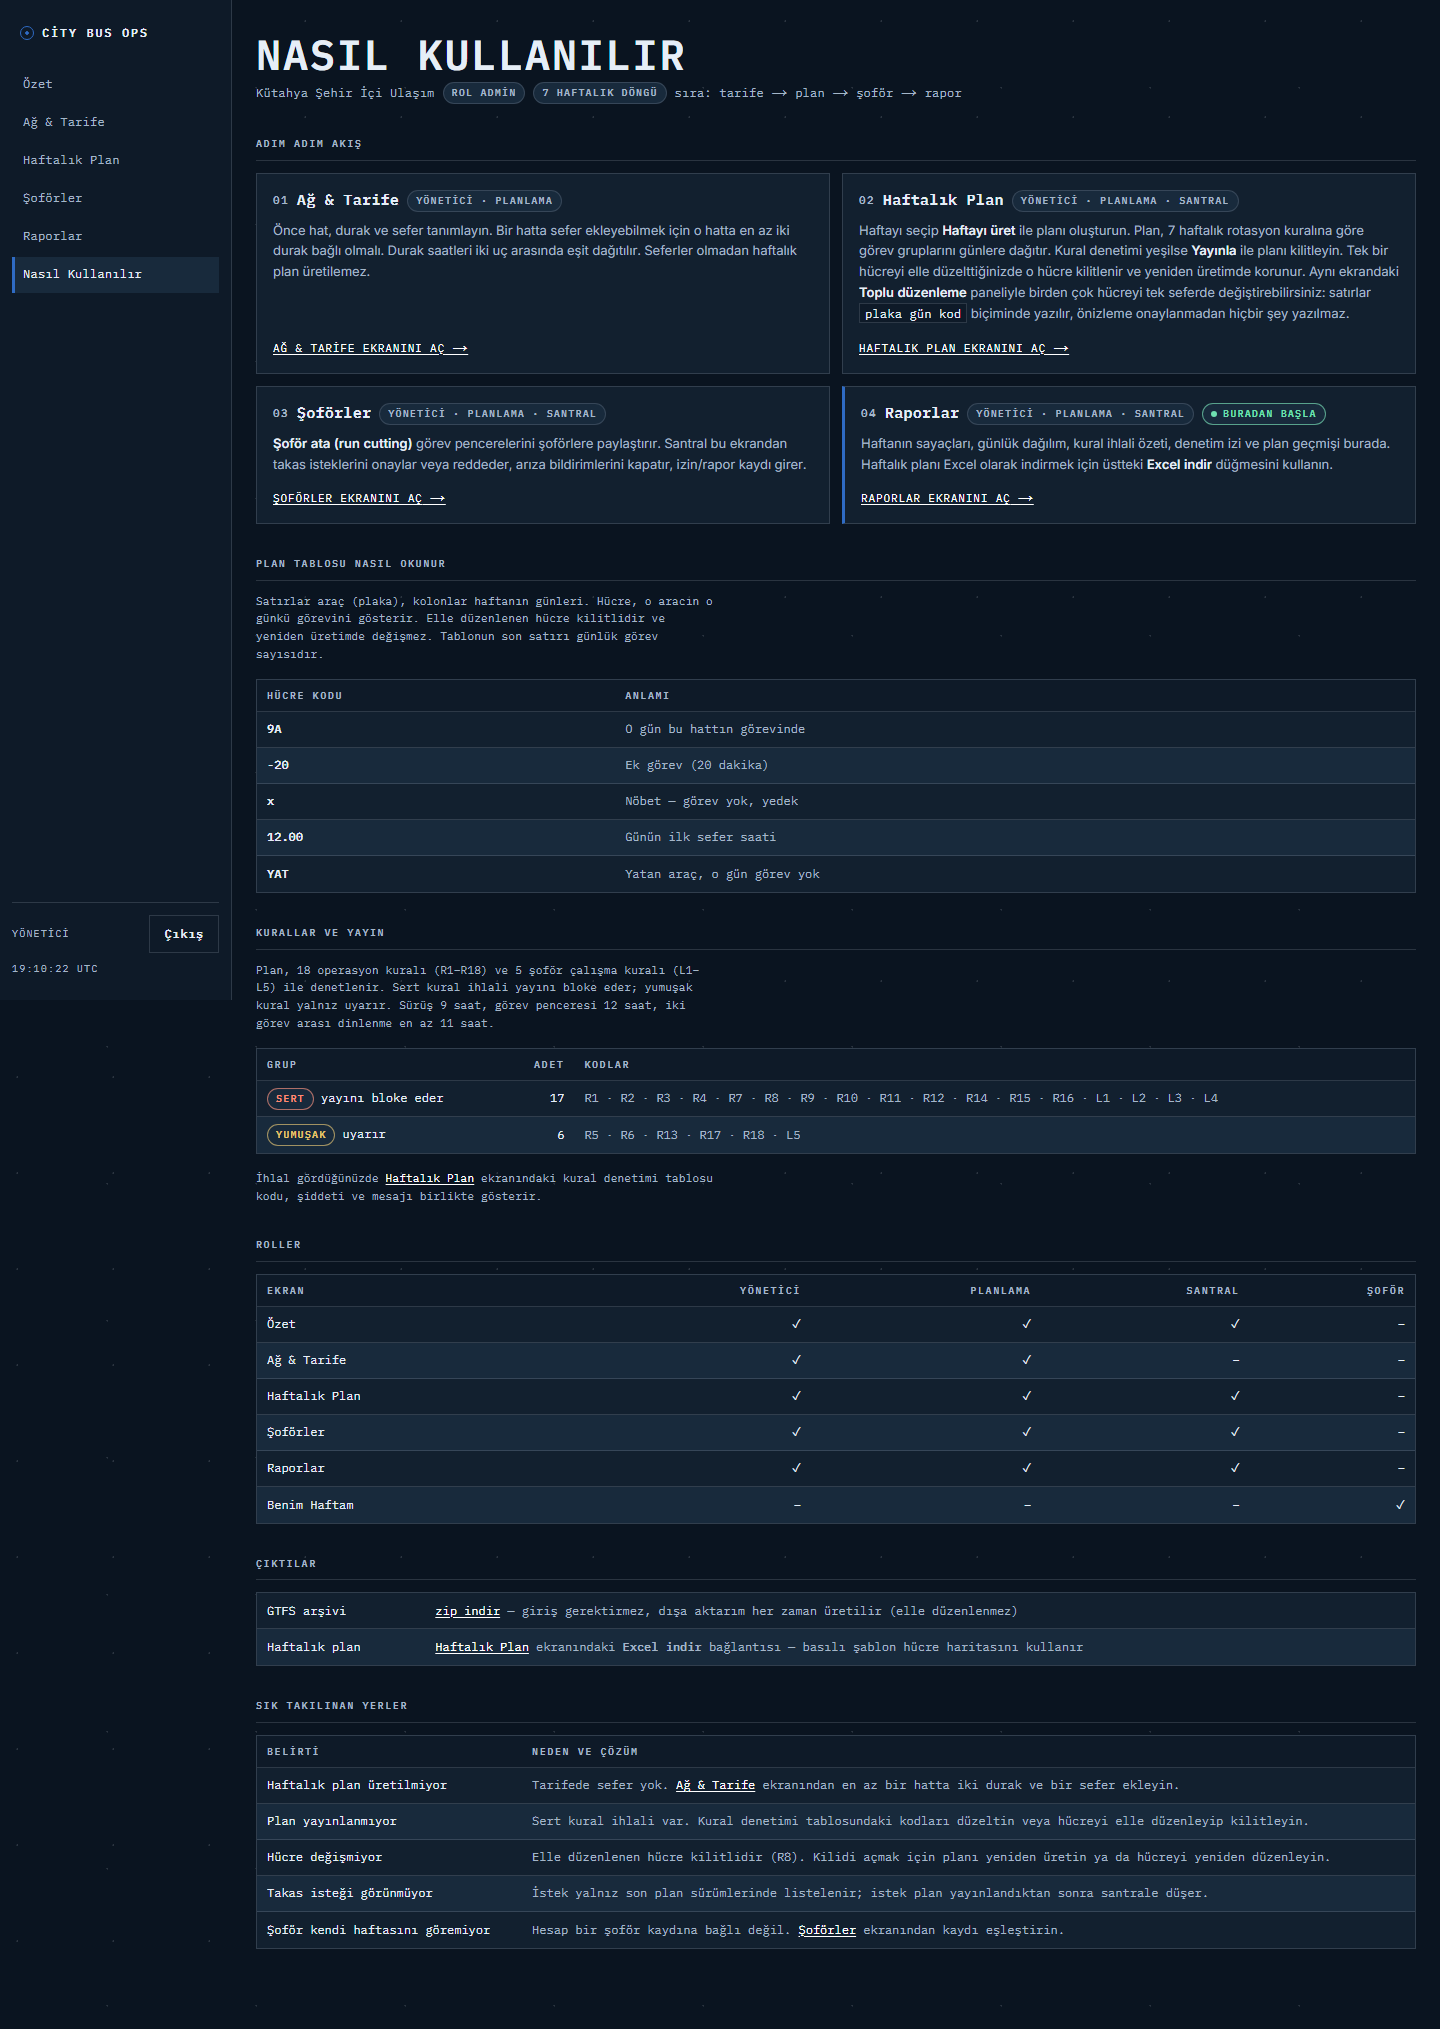 CİTY BUS OPS
Özet
Ağ & Tarife
Haftalık Plan
Şoförler
Raporlar
Nasıl Kullanılır
YÖNETİCİ
Çıkış
19:10:22 UTC
NASIL KULLANILIR
Kütahya Şehir İçi Ulaşım ROL ADMİN 7 HAFTALIK DÖNGÜ sıra: tarife → plan → şoför → rapor
ADIM ADIM AKIŞ
01 Ağ & Tarife YÖNETİCİ · PLANLAMA
Önce hat, durak ve sefer tanımlayın. Bir hatta sefer ekleyebilmek için o hatta en az iki
durak bağlı olmalı. Durak saatleri iki uç arasında eşit dağıtılır. Seferler olmadan haftalık
plan üretilemez.
AĞ & TARİFE EKRANINI AÇ →
02 Haftalık Plan YÖNETİCİ · PLANLAMA · SANTRAL
Haftayı seçip Haftayı üret ile planı oluşturun. Plan, 7 haftalık rotasyon kuralına göre
görev gruplarını günlere dağıtır. Kural denetimi yeşilse Yayınla ile planı kilitleyin. Tek bir
hücreyi elle düzelttiğinizde o hücre kilitlenir ve yeniden üretimde korunur. Aynı ekrandaki
Toplu düzenleme paneliyle birden çok hücreyi tek seferde değiştirebilirsiniz: satırlar
plaka gün kod biçiminde yazılır, önizleme onaylanmadan hiçbir şey yazılmaz.
HAFTALIK PLAN EKRANINI AÇ →
03 Şoförler YÖNETİCİ · PLANLAMA · SANTRAL
Şoför ata (run cutting) görev pencerelerini şoförlere paylaştırır. Santral bu ekrandan
takas isteklerini onaylar veya reddeder, arıza bildirimlerini kapatır, izin/rapor kaydı girer.
ŞOFÖRLER EKRANINI AÇ →
04 Raporlar YÖNETİCİ · PLANLAMA · SANTRAL BURADAN BAŞLA
Haftanın sayaçları, günlük dağılım, kural ihlali özeti, denetim izi ve plan geçmişi burada.
Haftalık planı Excel olarak indirmek için üstteki Excel indir düğmesini kullanın.
RAPORLAR EKRANINI AÇ →
PLAN TABLOSU NASIL OKUNUR
Satırlar araç (plaka), kolonlar haftanın günleri. Hücre, o aracın o
günkü görevini gösterir. Elle düzenlenen hücre kilitlidir ve
yeniden üretimde değişmez. Tablonun son satırı günlük görev
sayısıdır.
HÜCRE KODU ANLAMI
9A O gün bu hattın görevinde
-20 Ek görev (20 dakika)
x Nöbet — görev yok, yedek
12.00 Günün ilk sefer saati
YAT Yatan araç, o gün görev yok
KURALLAR VE YAYIN
Plan, 18 operasyon kuralı (R1–R18) ve 5 şoför çalışma kuralı (L1–
L5) ile denetlenir. Sert kural ihlali yayını bloke eder; yumuşak
kural yalnız uyarır. Sürüş 9 saat, görev penceresi 12 saat, iki
görev arası dinlenme en az 11 saat.
GRUP ADET KODLAR
SERT yayını bloke eder 17 R1 · R2 · R3 · R4 · R7 · R8 · R9 · R10 · R11 · R12 · R14 · R15 · R16 · L1 · L2 · L3 · L4
YUMUŞAK uyarır 6 R5 · R6 · R13 · R17 · R18 · L5
İhlal gördüğünüzde Haftalık Plan ekranındaki kural denetimi tablosu
kodu, şiddeti ve mesajı birlikte gösterir.
ROLLER
EKRAN YÖNETİCİ PLANLAMA SANTRAL ŞOFÖR
Özet ✓ ✓ ✓ –
Ağ & Tarife ✓ ✓ – –
Haftalık Plan ✓ ✓ ✓ –
Şoförler ✓ ✓ ✓ –
Raporlar ✓ ✓ ✓ –
Benim Haftam – – – ✓
ÇIKTILAR
GTFS arşivi zip indir — giriş gerektirmez, dışa aktarım her zaman üretilir (elle düzenlenmez)
Haftalık plan Haftalık Plan ekranındaki Excel indir bağlantısı — basılı şablon hücre haritasını kullanır
SIK TAKILINAN YERLER
BELİRTİ NEDEN VE ÇÖZÜM
Haftalık plan üretilmiyor Tarifede sefer yok. Ağ & Tarife ekranından en az bir hatta iki durak ve bir sefer ekleyin.
Plan yayınlanmıyor Sert kural ihlali var. Kural denetimi tablosundaki kodları düzeltin veya hücreyi elle düzenleyip kilitleyin.
Hücre değişmiyor Elle düzenlenen hücre kilitlidir (R8). Kilidi açmak için planı yeniden üretin ya da hücreyi yeniden düzenleyin.
Takas isteği görünmüyor İstek yalnız son plan sürümlerinde listelenir; istek plan yayınlandıktan sonra santrale düşer.
Şoför kendi haftasını göremiyor Hesap bir şoför kaydına bağlı değil. Şoförler ekranından kaydı eşleştirin.